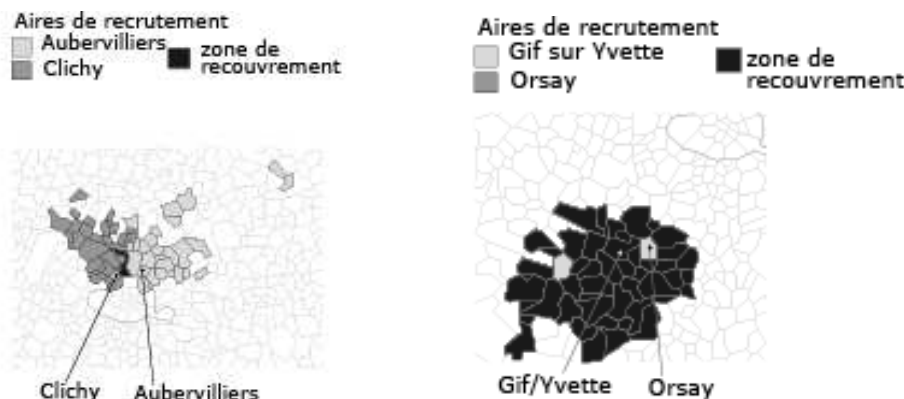 Aires de recrutement
Aubervilliers
Clichy
zone de
recouvrement
Clichy
Aubervilliers
Aires de recrutement
Gif sur Yvette
Orsay
zone de
recouvrement
Gif/Yvette
Orsay